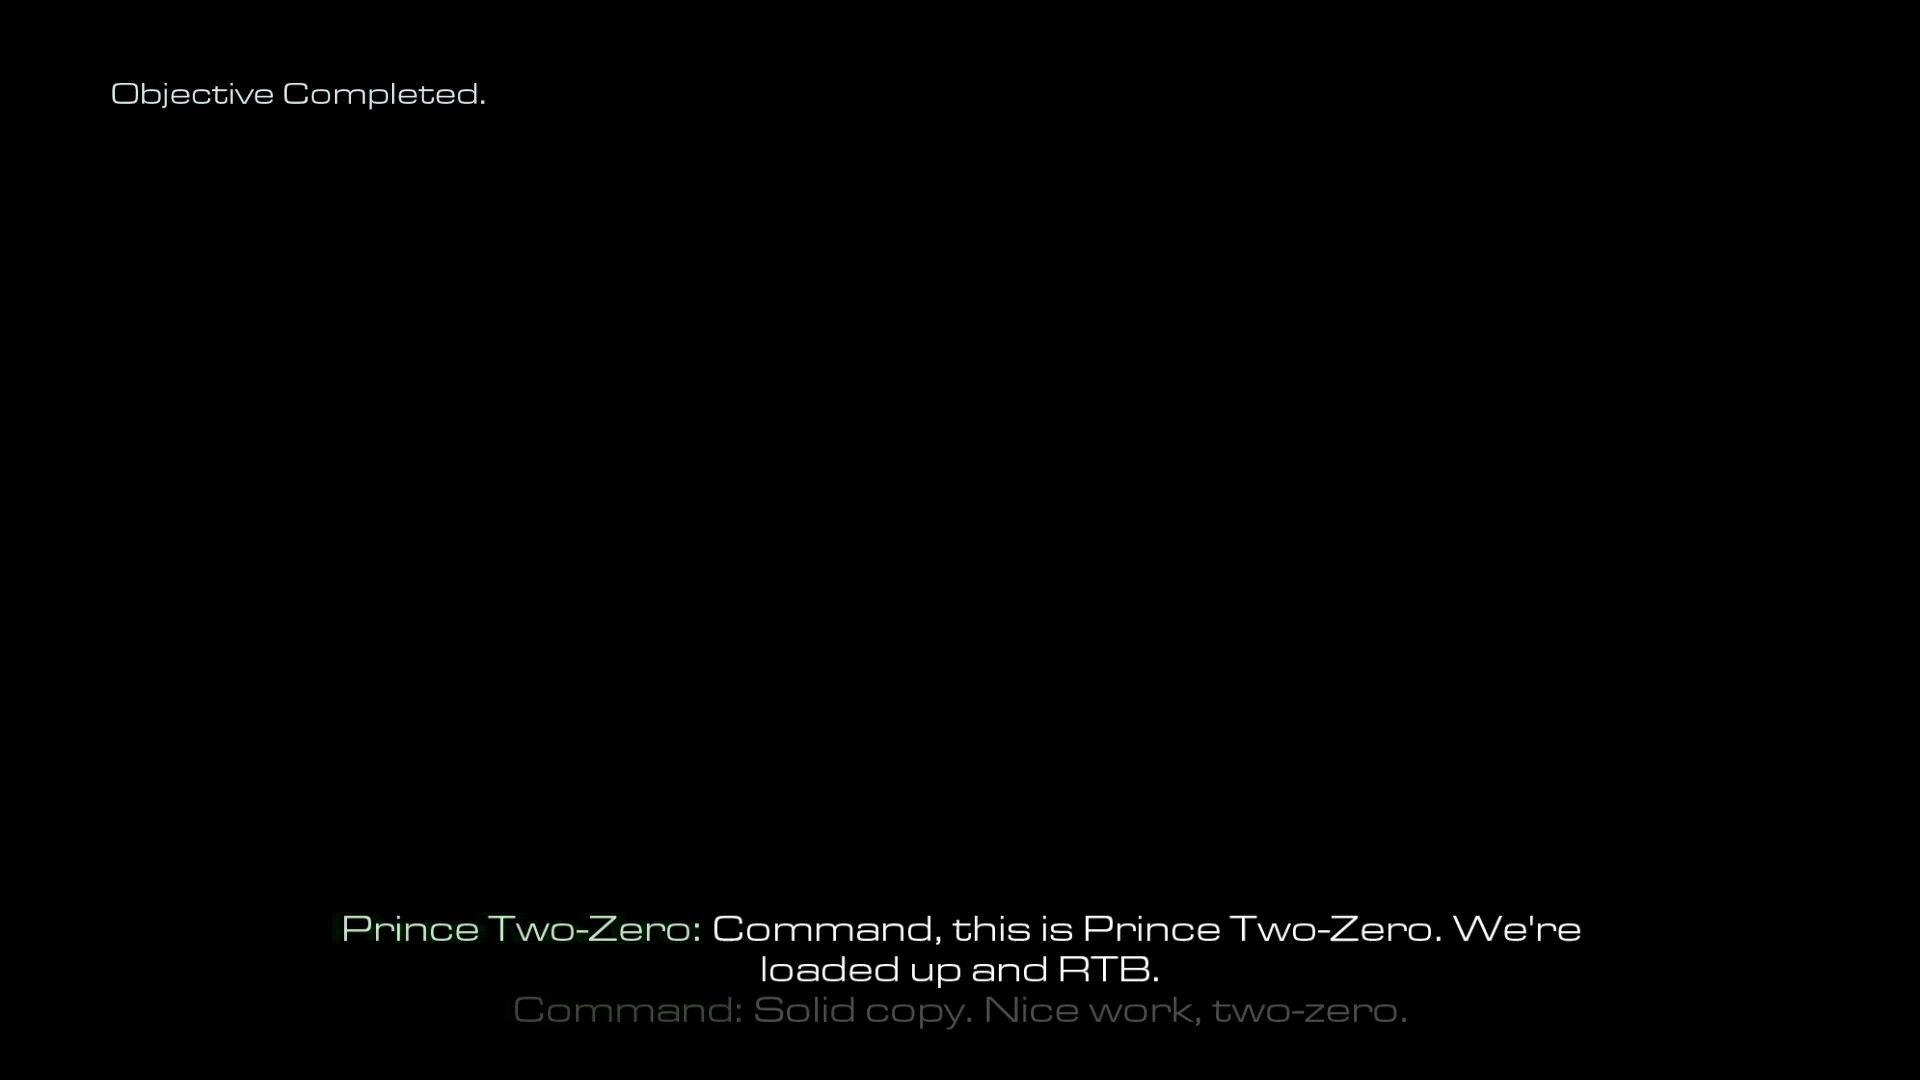 Objective Completed.
Prince Two-Zero: Command, this is Prince Two-Zero. We're
loaded up and RTB.
Command: Solid copy. Nice work, two-zero.